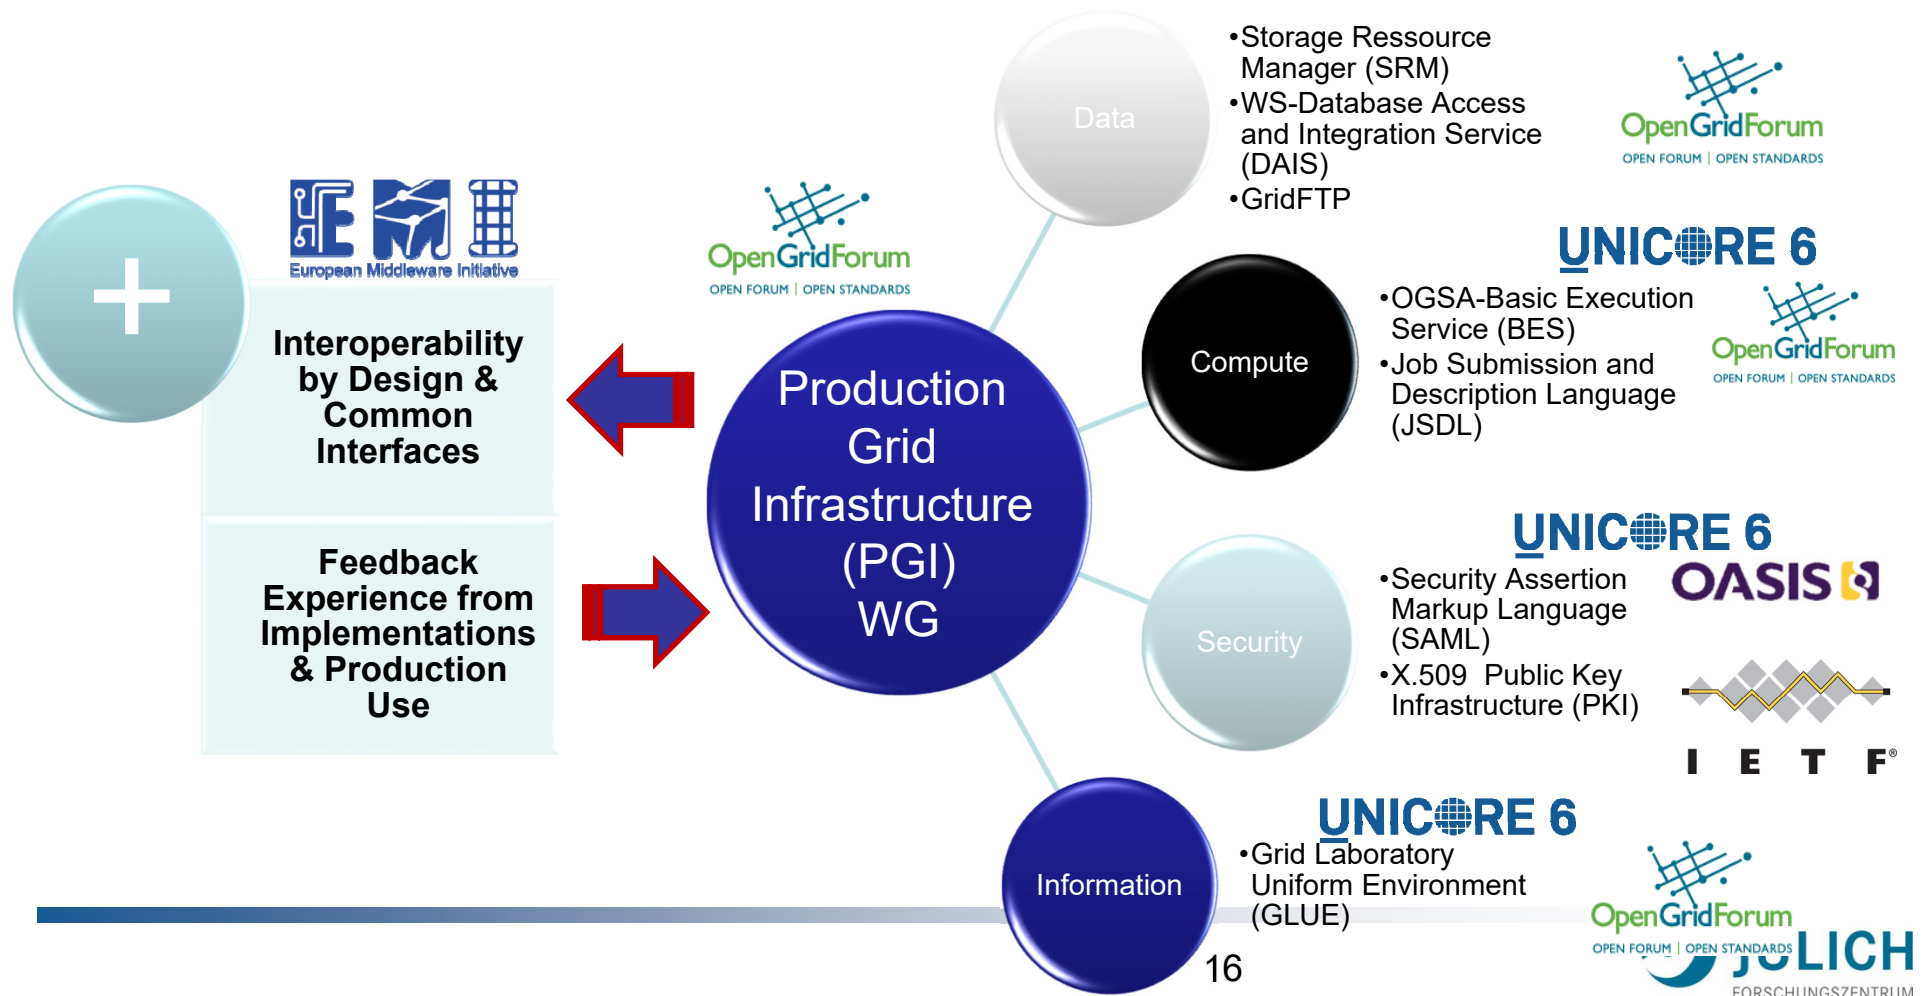 •Storage Ressource
Manager (SRM)
•WS-Database Access
and Integration Service
(DAIS)
•GridFTP
Data
OpenGridForum
OPEN FORUM | OPEN STANDARDS
EMI
European Middleware Initiative
+
Interoperability
by Design &
Common
Interfaces
Feedback
Experience from
Implementations
& Production
Use
OpenGridForum
OPEN FORUM | OPEN STANDARDS
Production
Grid
Infrastructure
(PGI)
WG
Compute
UNICORE 6
•OGSA-Basic Execution
Service (BES)
•Job Submission and
Description Language
(JSDL)
OpenGridForum
OPEN FORUM | OPEN STANDARDS
Security
UNICORE 6
OASIS
•Security Assertion
Markup Language
(SAML)
•X.509 Public Key
Infrastructure (PKI)
I E T F®
Information
UNICORE 6
•Grid Laboratory
Uniform Environment
(GLUE)
OpenGridForum
OPEN FORUM | OPEN STANDARDS
16
JÜLICH
FORSCHUNGSZENTRUM